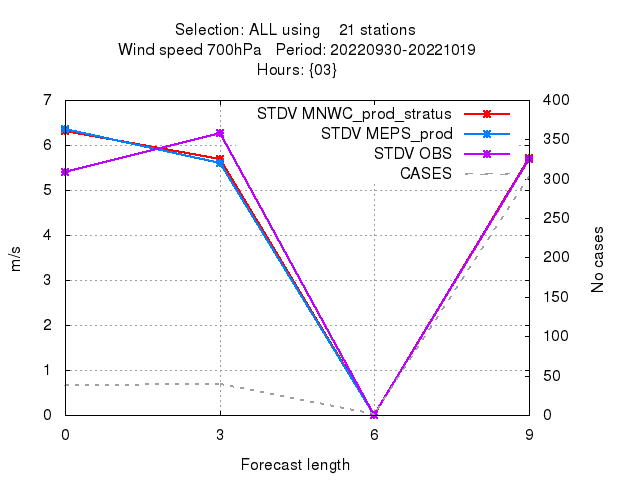 Selection: ALL using    21 stations
Wind speed 700hPa   Period: 20220930-20221019
Hours: {03}
STDV MNWC_prod_stratus
STDV MEPS_prod
STDV OBS
CASES
7
6
5
4
3
2
1
0
m/s
400
350
300
250
200
150
100
50
0
No cases
0 3 6 9
Forecast length